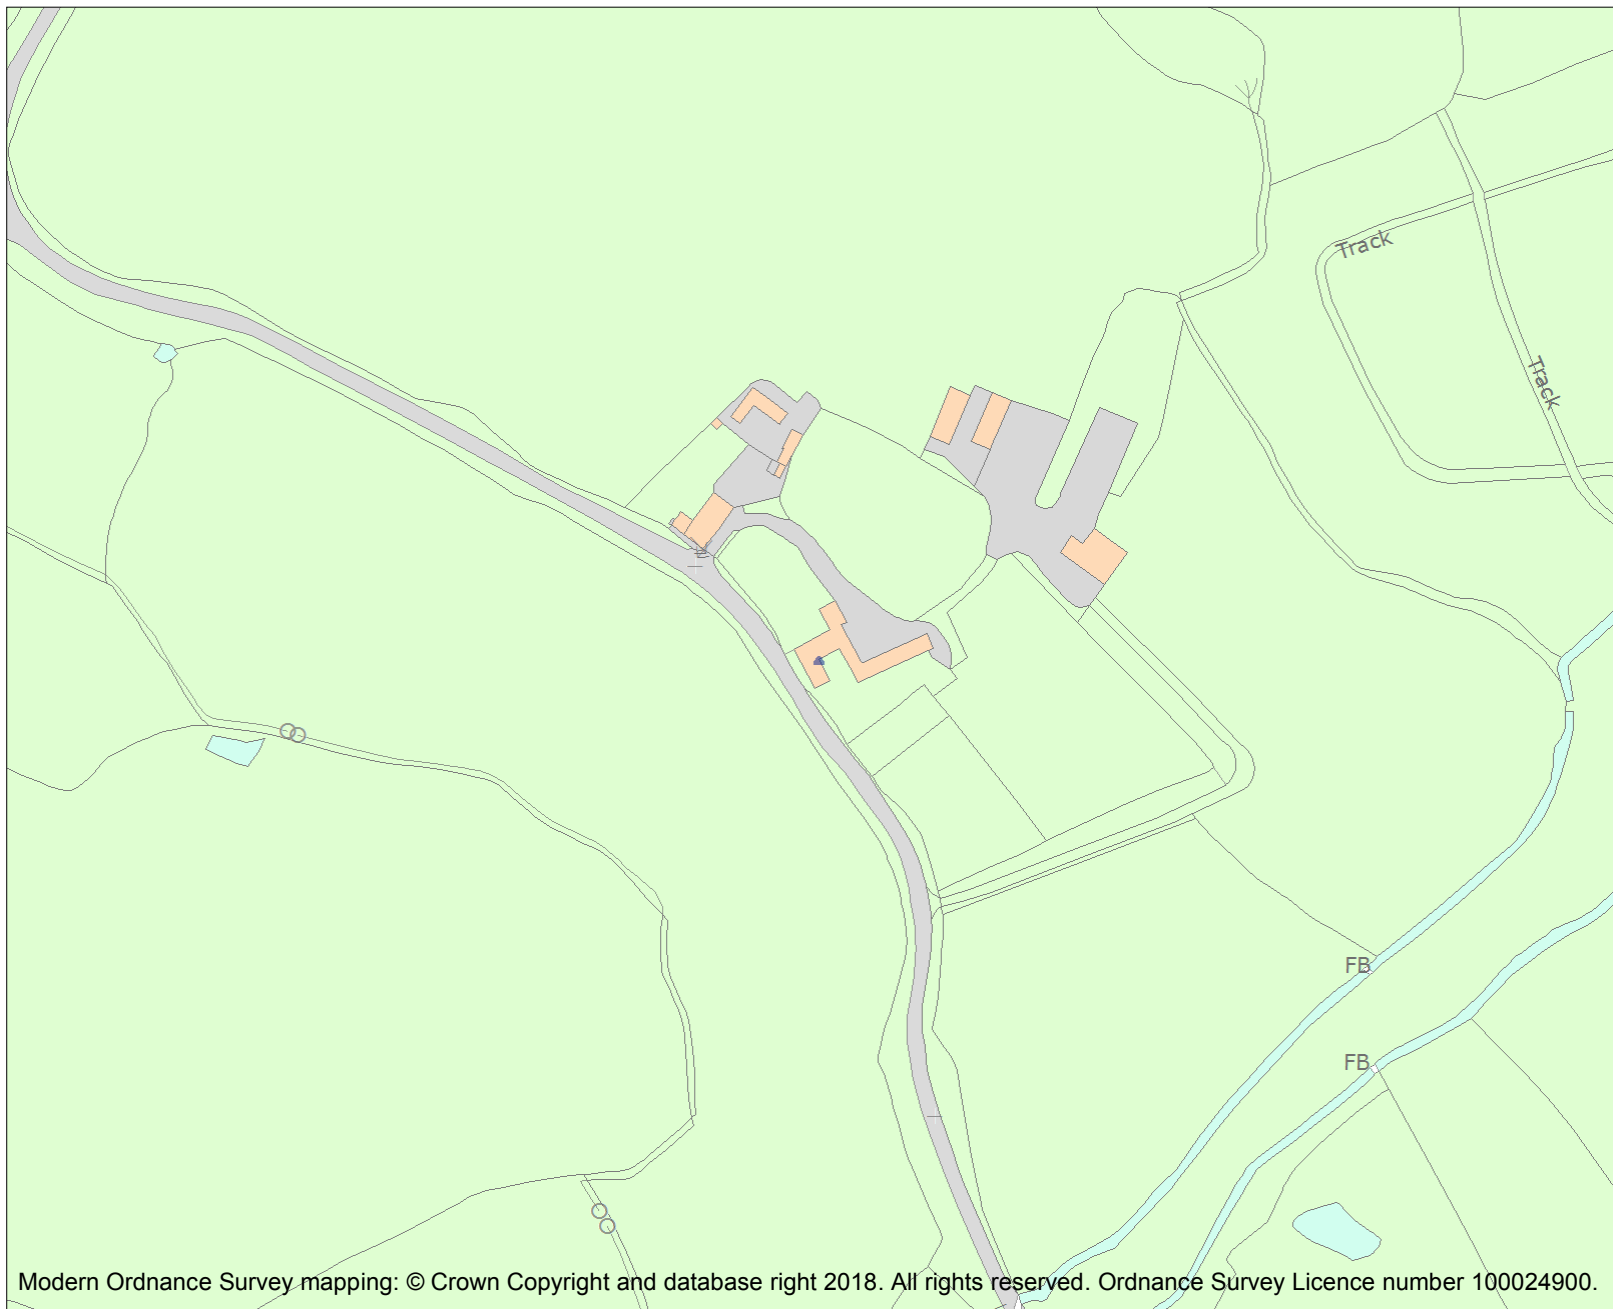 Track
Track
FB
FB
Modern Ordnance Survey mapping: © Crown Copyright and database right 2018. All rights reserved. Ordnance Survey Licence number 100024900.